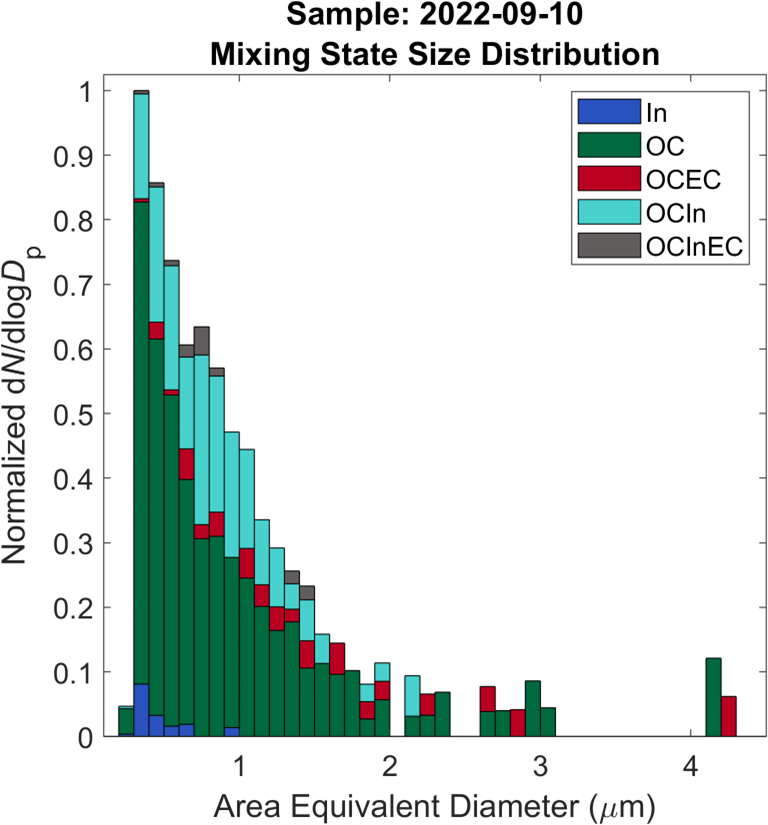 Sample: 2022-09-10
Mixing State Size Distribution
1
0.9
0.8
0.7
0.6
0.5
0.4
0.3
0.2
0.1
0
Normalized dN/dlogDp
In
OC
OCEC
OCIn
OCInEC
1 2 3 4
Area Equivalent Diameter (μm)